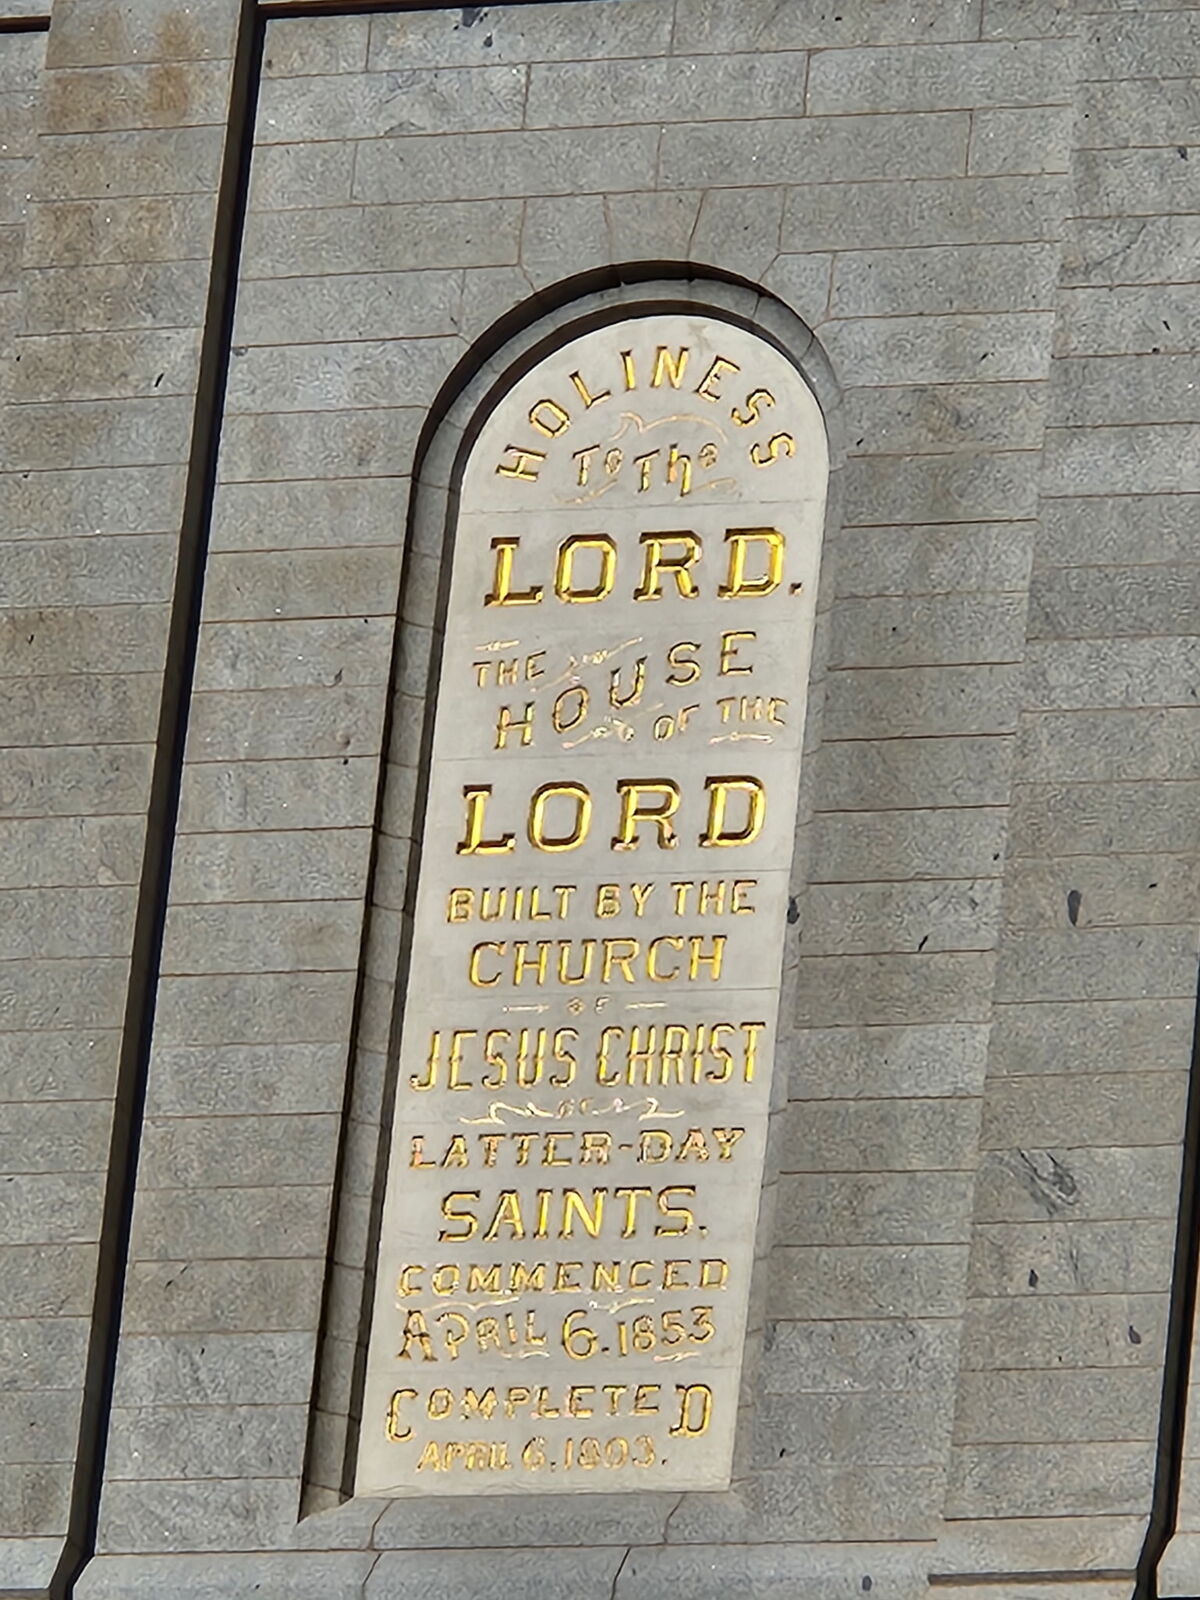 HOLINESS
To The
LORD.
THE
HOUSE
OF THE
LORD
BUILT BY THE
CHURCH
OF
JESUS CHRIST
OF
LATTER-DAY
SAINTS.
COMMENCED
APRIL 6.1853
COMPLETED
APRIL 6.